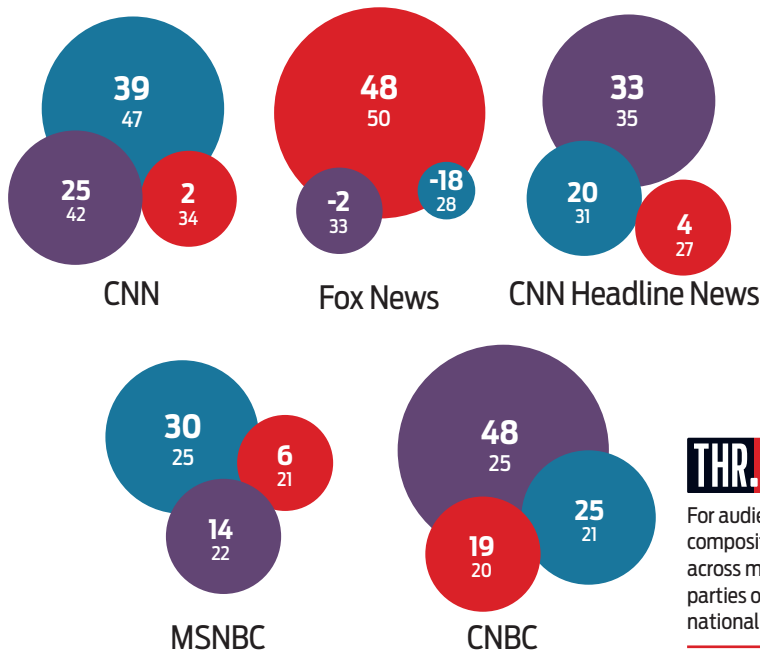 39
47
25
42
2
34
CNN
48
50
-2
33
-18
28
Fox News
33
35
20
31
4
27
CNN Headline News
30
25
6
21
14
22
MSNBC
48
25
25
21
19
20
CNBC
THR.
For audie
composit
across m
parties o
national